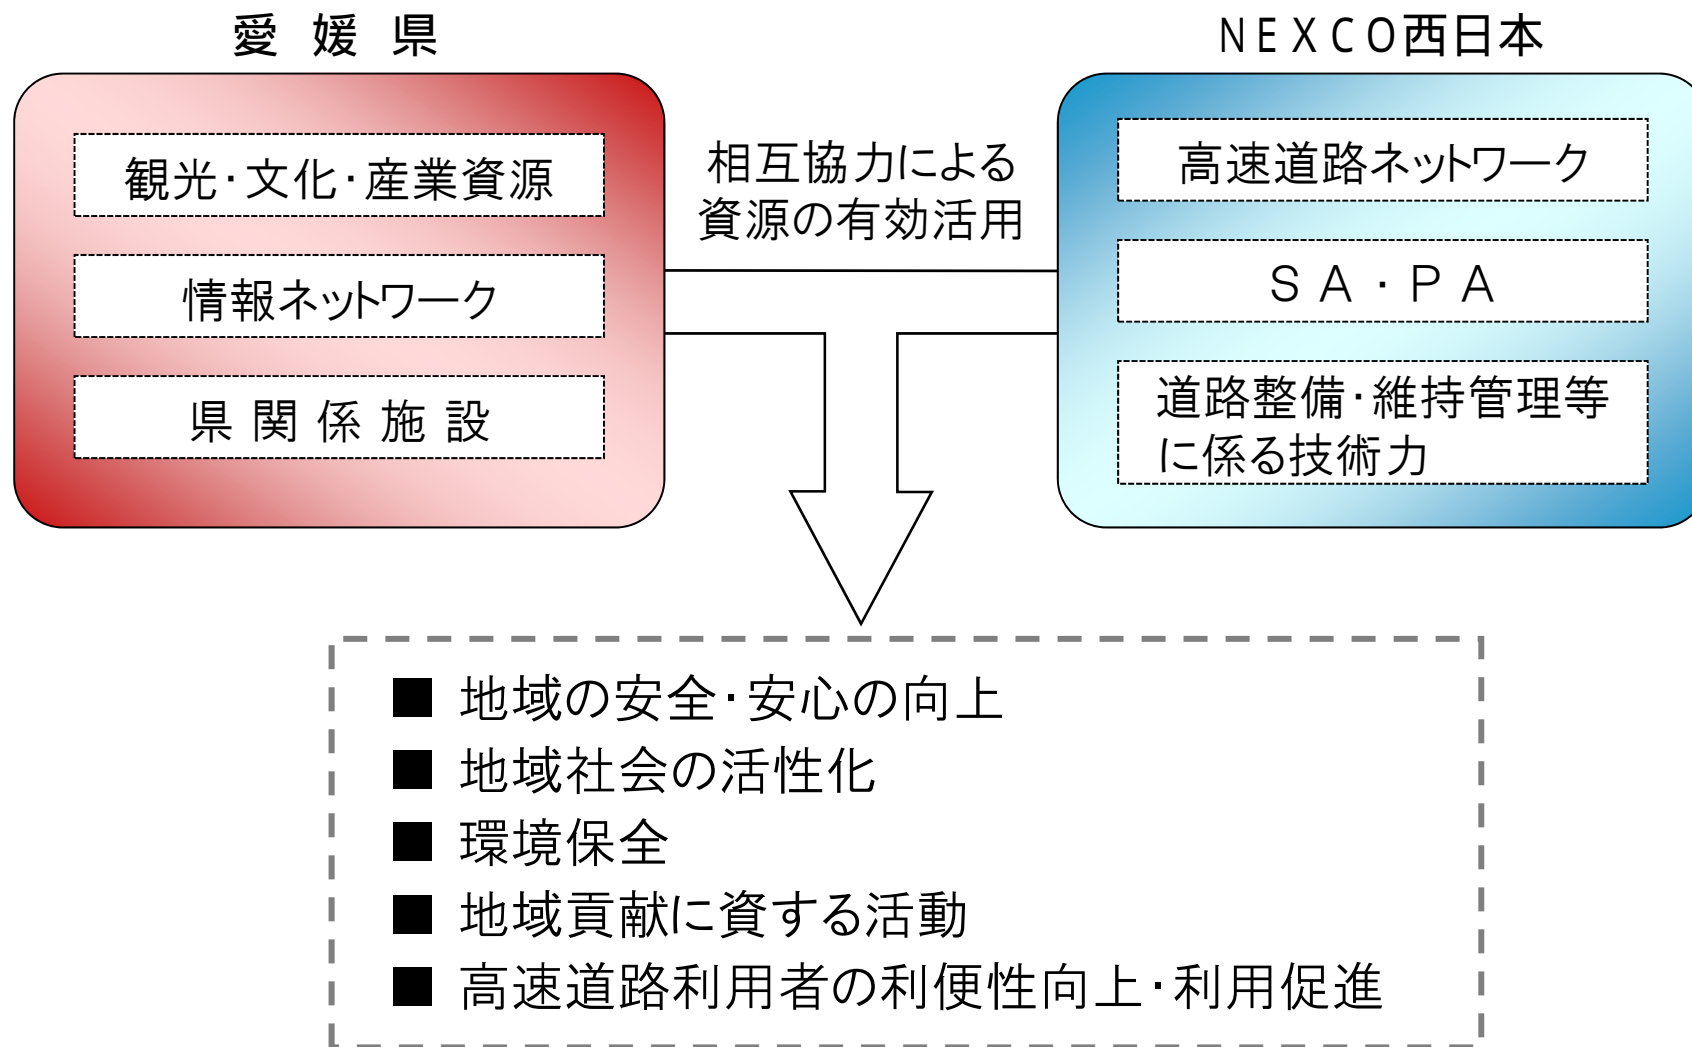 愛媛県
観光・文化・産業資源
情報ネットワーク
県関係施設
相互協力による
資源の有効活用
NEXCO西日本
高速道路ネットワーク
SA・PA
道路整備・維持管理等
に係る技術力
■ 地域の安全・安心の向上
■ 地域社会の活性化
■ 環境保全
■ 地域貢献に資する活動
■ 高速道路利用者の利便性向上・利用促進